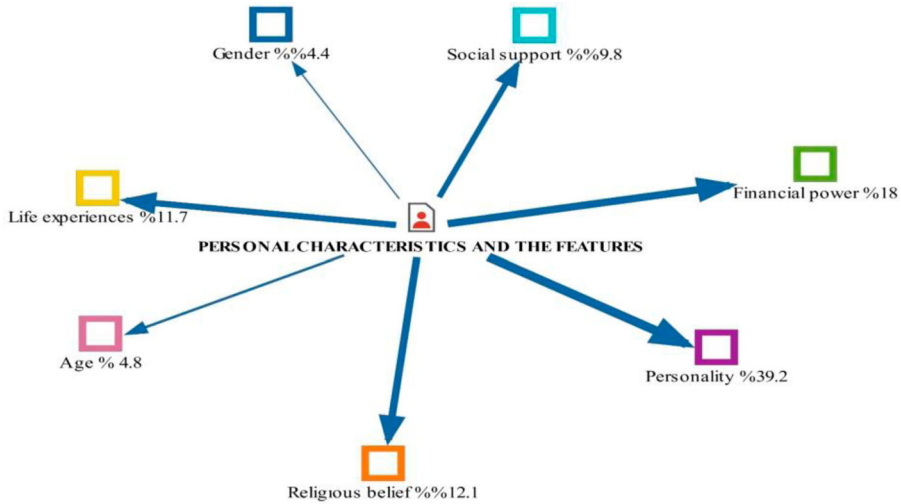 Gender %%4.4
Social support %%9.8
Financial power %18
Life experiences %11.7
PERSONAL CHARACTERISTICS AND THE FEATURES
Age % 4.8
Personality %39.2
Religious belief %%12.1